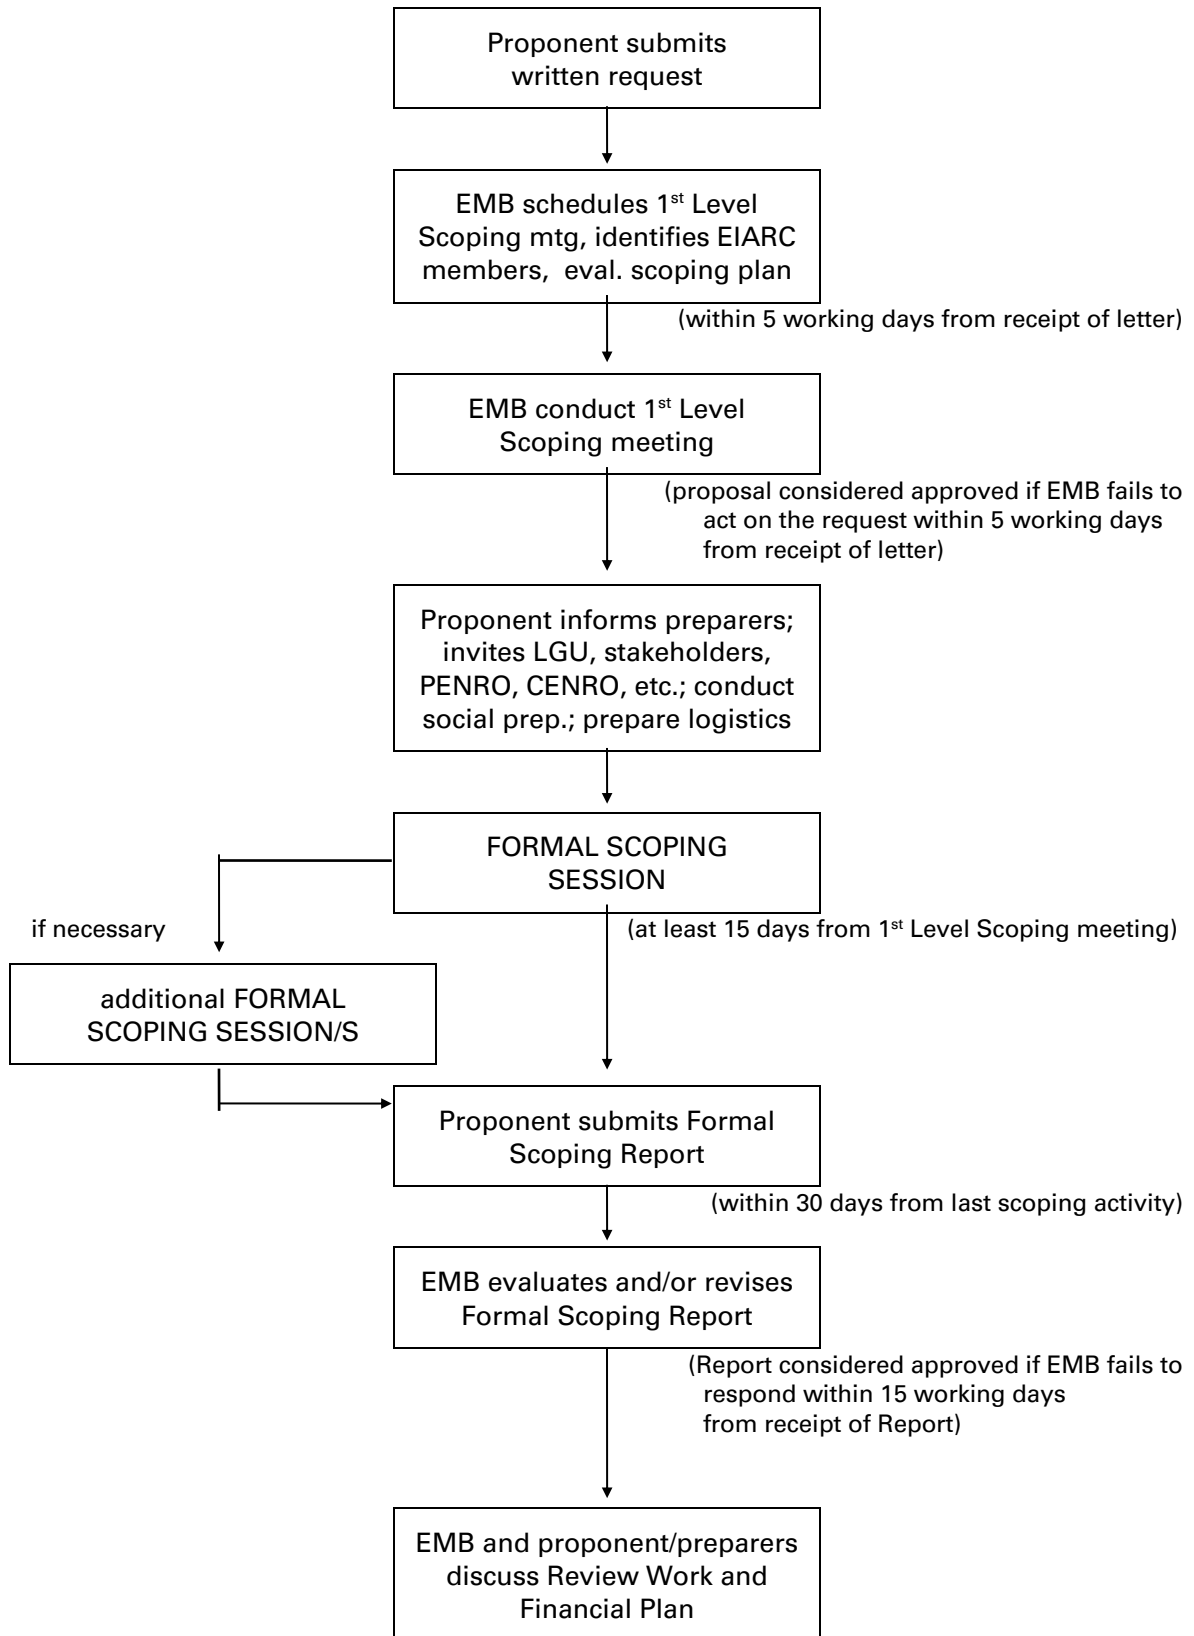 Proponent submits
written request
EMB schedules 1st Level
Scoping mtg, identifies EIARC
members, eval. scoping plan
(within 5 working days from receipt of letter)
EMB conduct 1st Level
Scoping meeting
(proposal considered approved if EMB fails to
act on the request within 5 working days
from receipt of letter)
Proponent informs preparers;
invites LGU, stakeholders,
PENRO, CENRO, etc.; conduct
social prep.; prepare logistics
FORMAL SCOPING
SESSION
(at least 15 days from 1st Level Scoping meeting)
if necessary
additional FORMAL
SCOPING SESSION/S
Proponent submits Formal
Scoping Report
(within 30 days from last scoping activity)
EMB evaluates and/or revises
Formal Scoping Report
(Report considered approved if EMB fails to
respond within 15 working days
from receipt of Report)
EMB and proponent/preparers
discuss Review Work and
Financial Plan